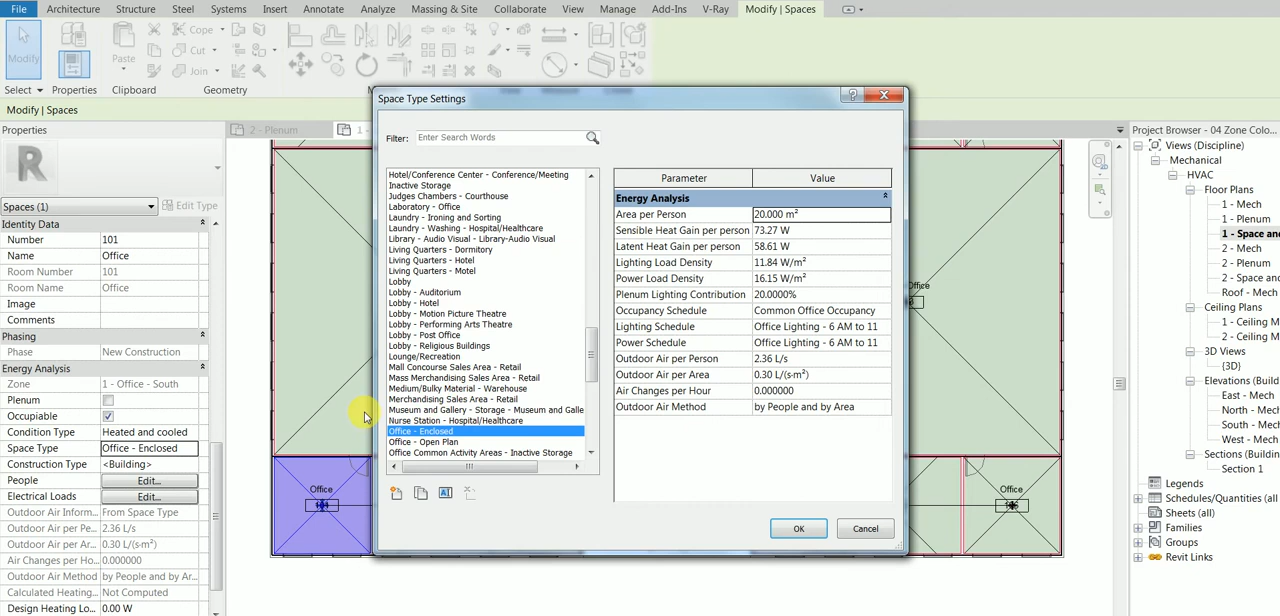 File Architecture Structure Steel Systems Insert Annotate Analyze Massing & Site Collaborate View Manage Add-Ins V-Ray Modify | Spaces
Modify
Paste
Cope
Cut
Join
Select Properties Clipboard Geometry
Modify | Spaces
Properties
Spaces (1) Edit Type
Identity Data
Number 101
Name Office
Room Number 101
Room Name Office
Image
Comments
Phasing
Phase New Construction
Energy Analysis
Zone 1 - Office - South
Plenum
Occupiable
Condition Type Heated and cooled
Space Type Office - Enclosed
Construction Type <Building>
People Edit...
Electrical Loads Edit...
Outdoor Air Informa... From Space Type
Outdoor Air per Pe... 2.36 L/s
Outdoor Air per Area 0.30 L/(s·m²)
Air Changes per Hour 0.000000
Outdoor Air Method by People and by Ar...
Calculated Heating L... Not Computed
Design Heating Lo... 0.00 W
2 - Plenum
1 -
Office
Office
Office
Space Type Settings
Filter: Enter Search Words
Hotel/Conference Center - Conference/Meeting
Inactive Storage
Judges Chambers - Courthouse
Laboratory - Office
Laundry - Ironing and Sorting
Laundry - Washing - Hospital/Healthcare
Library - Audio Visual - Library-Audio Visual
Living Quarters - Dormitory
Living Quarters - Hotel
Living Quarters - Motel
Lobby
Lobby - Auditorium
Lobby - Hotel
Lobby - Motion Picture Theatre
Lobby - Performing Arts Theatre
Lobby - Post Office
Lobby - Religious Buildings
Lounge/Recreation
Mall Concourse Sales Area - Retail
Mass Merchandising Sales Area - Retail
Medium/Bulky Material - Warehouse
Merchandising Sales Area - Retail
Museum and Gallery - Storage - Museum and Galle
Nurse Station - Hospital/Healthcare
Office - Enclosed
Office - Open Plan
Office Common Activity Areas - Inactive Storage
Parameter Value
Energy Analysis
Area per Person 20.000 m²
Sensible Heat Gain per person 73.27 W
Latent Heat Gain per person 58.61 W
Lighting Load Density 11.84 W/m²
Power Load Density 16.15 W/m²
Plenum Lighting Contribution 20.0000%
Occupancy Schedule Common Office Occupancy
Lighting Schedule Office Lighting - 6 AM to 11
Power Schedule Office Lighting - 6 AM to 11
Outdoor Air per Person 2.36 L/s
Outdoor Air per Area 0.30 L/(s·m²)
Air Changes per Hour 0.000000
Outdoor Air Method by People and by Area
OK Cancel
Project Browser - 04 Zone Colo...
Views (Discipline)
Mechanical
HVAC
Floor Plans
1 - Mech
1 - Plenum
1 - Space and
2 - Mech
2 - Plenum
2 - Space and
Roof - Mech
Ceiling Plans
1 - Ceiling M
2 - Ceiling M
3D Views
{3D}
Elevations (Build
East - Mech
North - Mech
South - Mech
West - Mech
Sections (Building
Section 1
Legends
Schedules/Quantities (all
Sheets (all)
Families
Groups
Revit Links